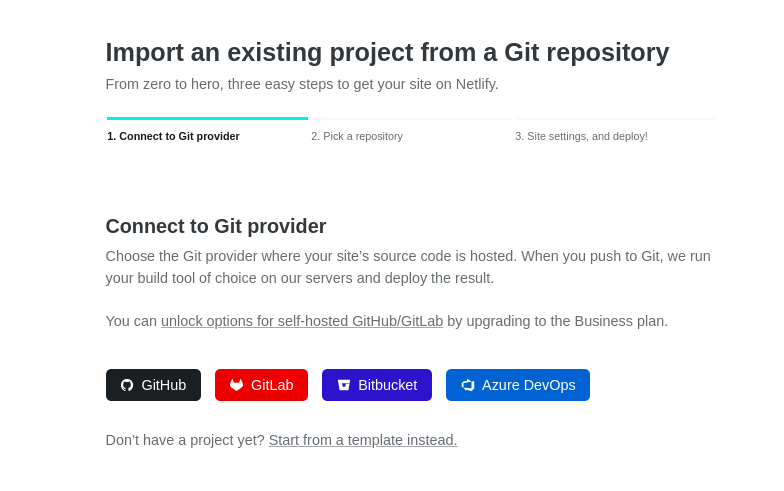 Import an existing project from a Git repository
From zero to hero, three easy steps to get your site on Netlify.
1. Connect to Git provider
2. Pick a repository
3. Site settings, and deploy!
Connect to Git provider
Choose the Git provider where your site’s source code is hosted. When you push to Git, we run
your build tool of choice on our servers and deploy the result.
You can unlock options for self-hosted GitHub/GitLab by upgrading to the Business plan.
GitHub
GitLab
Bitbucket
Azure DevOps
Don’t have a project yet? Start from a template instead.